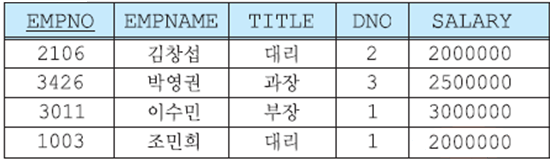 EMPNO EMPNAME TITLE DNO SALARY
2106 김창섭 대리 2 2000000
3426 박영권 과장 3 2500000
3011 이수민 부장 1 3000000
1003 조민희 대리 1 2000000